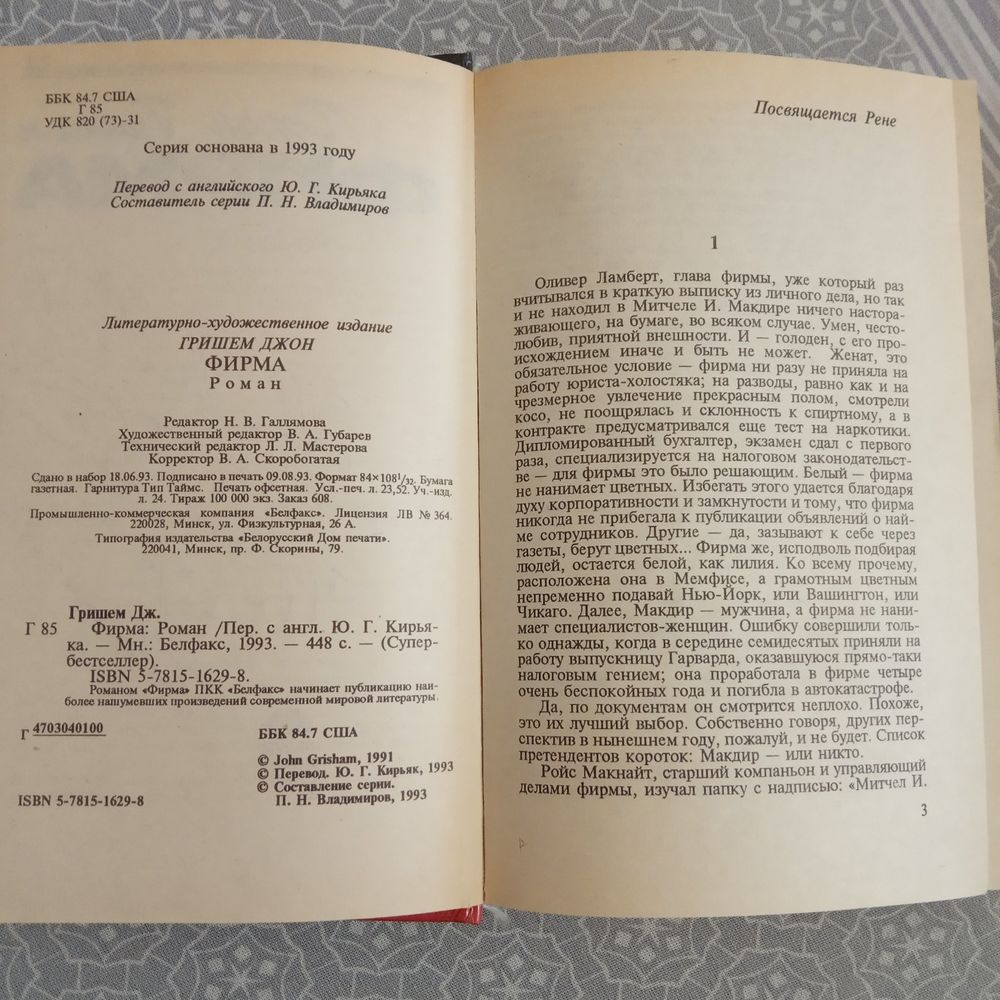 ББК 84.7 США
Г 85
УДК 820 (73)-31
Серия основана в 1993 году
Перевод с английского Ю. Г. Кирьяка
Составитель серии П. Н. Владимиров
Литературно-художественное издание
ГРИШЕМ ДЖОН
ФИРМА
Роман
Редактор Н. В. Галлямова
Художественный редактор В. А. Губарев
Технический редактор Л. Л. Мастерова
Корректор В. А. Скоробогатая
Сдано в набор 18.06.93. Подписано в печать 09.08.93. Формат 84×108 1/32. Бумага
газетная. Гарнитура Тип Таймс. Печать офсетная. Усл.-печ. л. 23,52. Уч.-изд.
л. 24. Тираж 100 000 экз. Заказ 608.
Промышленно-коммерческая компания «Белфакс». Лицензия ЛВ № 364.
220028, Минск, ул. Физкультурная, 26 А.
Типография издательства «Белорусский Дом печати».
220041, Минск, пр. Ф. Скорины, 79.
Гришем Дж.
Г 85 Фирма: Роман /Пер. с англ. Ю. Г. Кирья-
ка. — Мн.: Белфакс, 1993. — 448 с. — (Супер-
бестселлер).
ISBN 5-7815-1629-8.
Романом «Фирма» ПКК «Белфакс» начинает публикацию наи-
более нашумевших произведений современной мировой литературы.
Г 4703040100
ББК 84.7 США
© John Grisham, 1991
© Перевод. Ю. Г. Кирьяк, 1993
© Составление серии.
П. Н. Владимиров, 1993
ISBN 5-7815-1629-8
Посвящается Рене
1
Оливер Ламберт, глава фирмы, уже который раз
вчитывался в краткую выписку из личного дела, но так
и не находил в Митчеле И. Макдире ничего настора-
живающего, на бумаге, во всяком случае. Умен, често-
любив, приятной внешности. И — голоден, с его про-
исхождением иначе и быть не может. Женат, это
обязательное условие — фирма ни разу не приняла на
работу юриста-холостяка; на разводы, равно как и на
чрезмерное увлечение прекрасным полом, смотрели
косо, не поощрялась и склонность к спиртному, а в
контракте предусматривался еще тест на наркотики.
Дипломированный бухгалтер, экзамен сдал с первого
раза, специализируется на налоговом законодательст-
ве — для фирмы это было решающим. Белый — фирма
не нанимает цветных. Избегать этого удается благодаря
духу корпоративности и замкнутости и тому, что фирма
никогда не прибегала к публикации объявлений о най-
ме сотрудников. Другие — да, зазывают к себе через
газеты, берут цветных... Фирма же, исподволь подбирая
людей, остается белой, как лилия. Ко всему прочему,
расположена она в Мемфисе, а грамотным цветным
непременно подавай Нью-Йорк, или Вашингтон, или
Чикаго. Далее, Макдир — мужчина, а фирма не нани-
мает специалистов-женщин. Ошибку совершили толь-
ко однажды, когда в середине семидесятых приняли на
работу выпускницу Гарварда, оказавшуюся прямо-таки
налоговым гением; она проработала в фирме четыре
очень беспокойных года и погибла в автокатастрофе.
Да, по документам он смотрится неплохо. Похоже,
это их лучший выбор. Собственно говоря, других пер-
спектив в нынешнем году, пожалуй, и не будет. Список
претендентов короток: Макдир — или никто.
Ройс Макнайт, старший компаньон и управляющий
делами фирмы, изучал папку с надписью: «Митчел И.
3